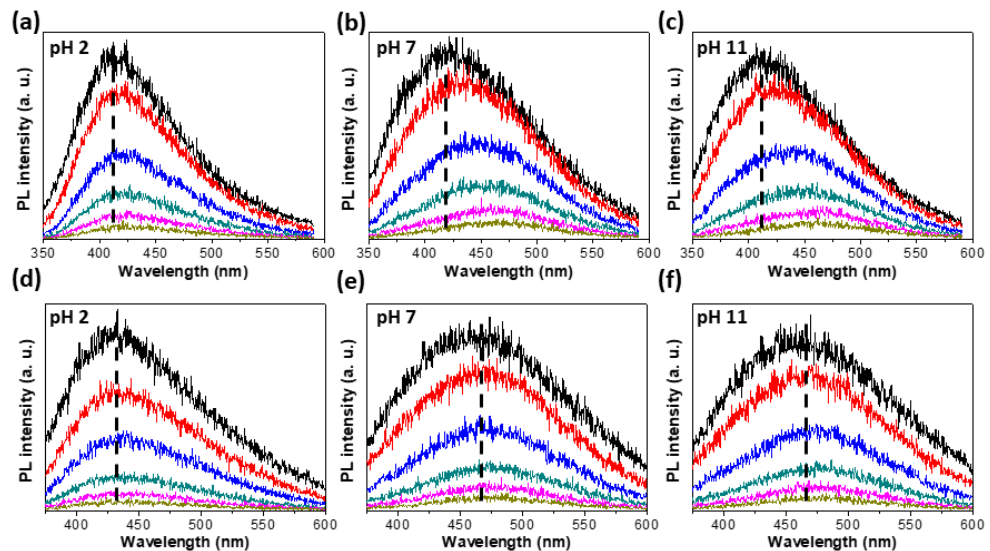 (a) (b) (c)
pH 2 pH 7 pH 11
PL intensity (a. u.) PL intensity (a. u.) PL intensity (a. u.)
350 400 450 500 550 600 350 400 450 500 550 600 350 400 450 500 550 600
Wavelength (nm) Wavelength (nm) Wavelength (nm)
(d) (e) (f)
pH 2 pH 7 pH 11
PL intensity (a. u.) PL intensity (a. u.) PL intensity (a. u.)
400 450 500 550 600 400 450 500 550 600 400 450 500 550 600
Wavelength (nm) Wavelength (nm) Wavelength (nm)